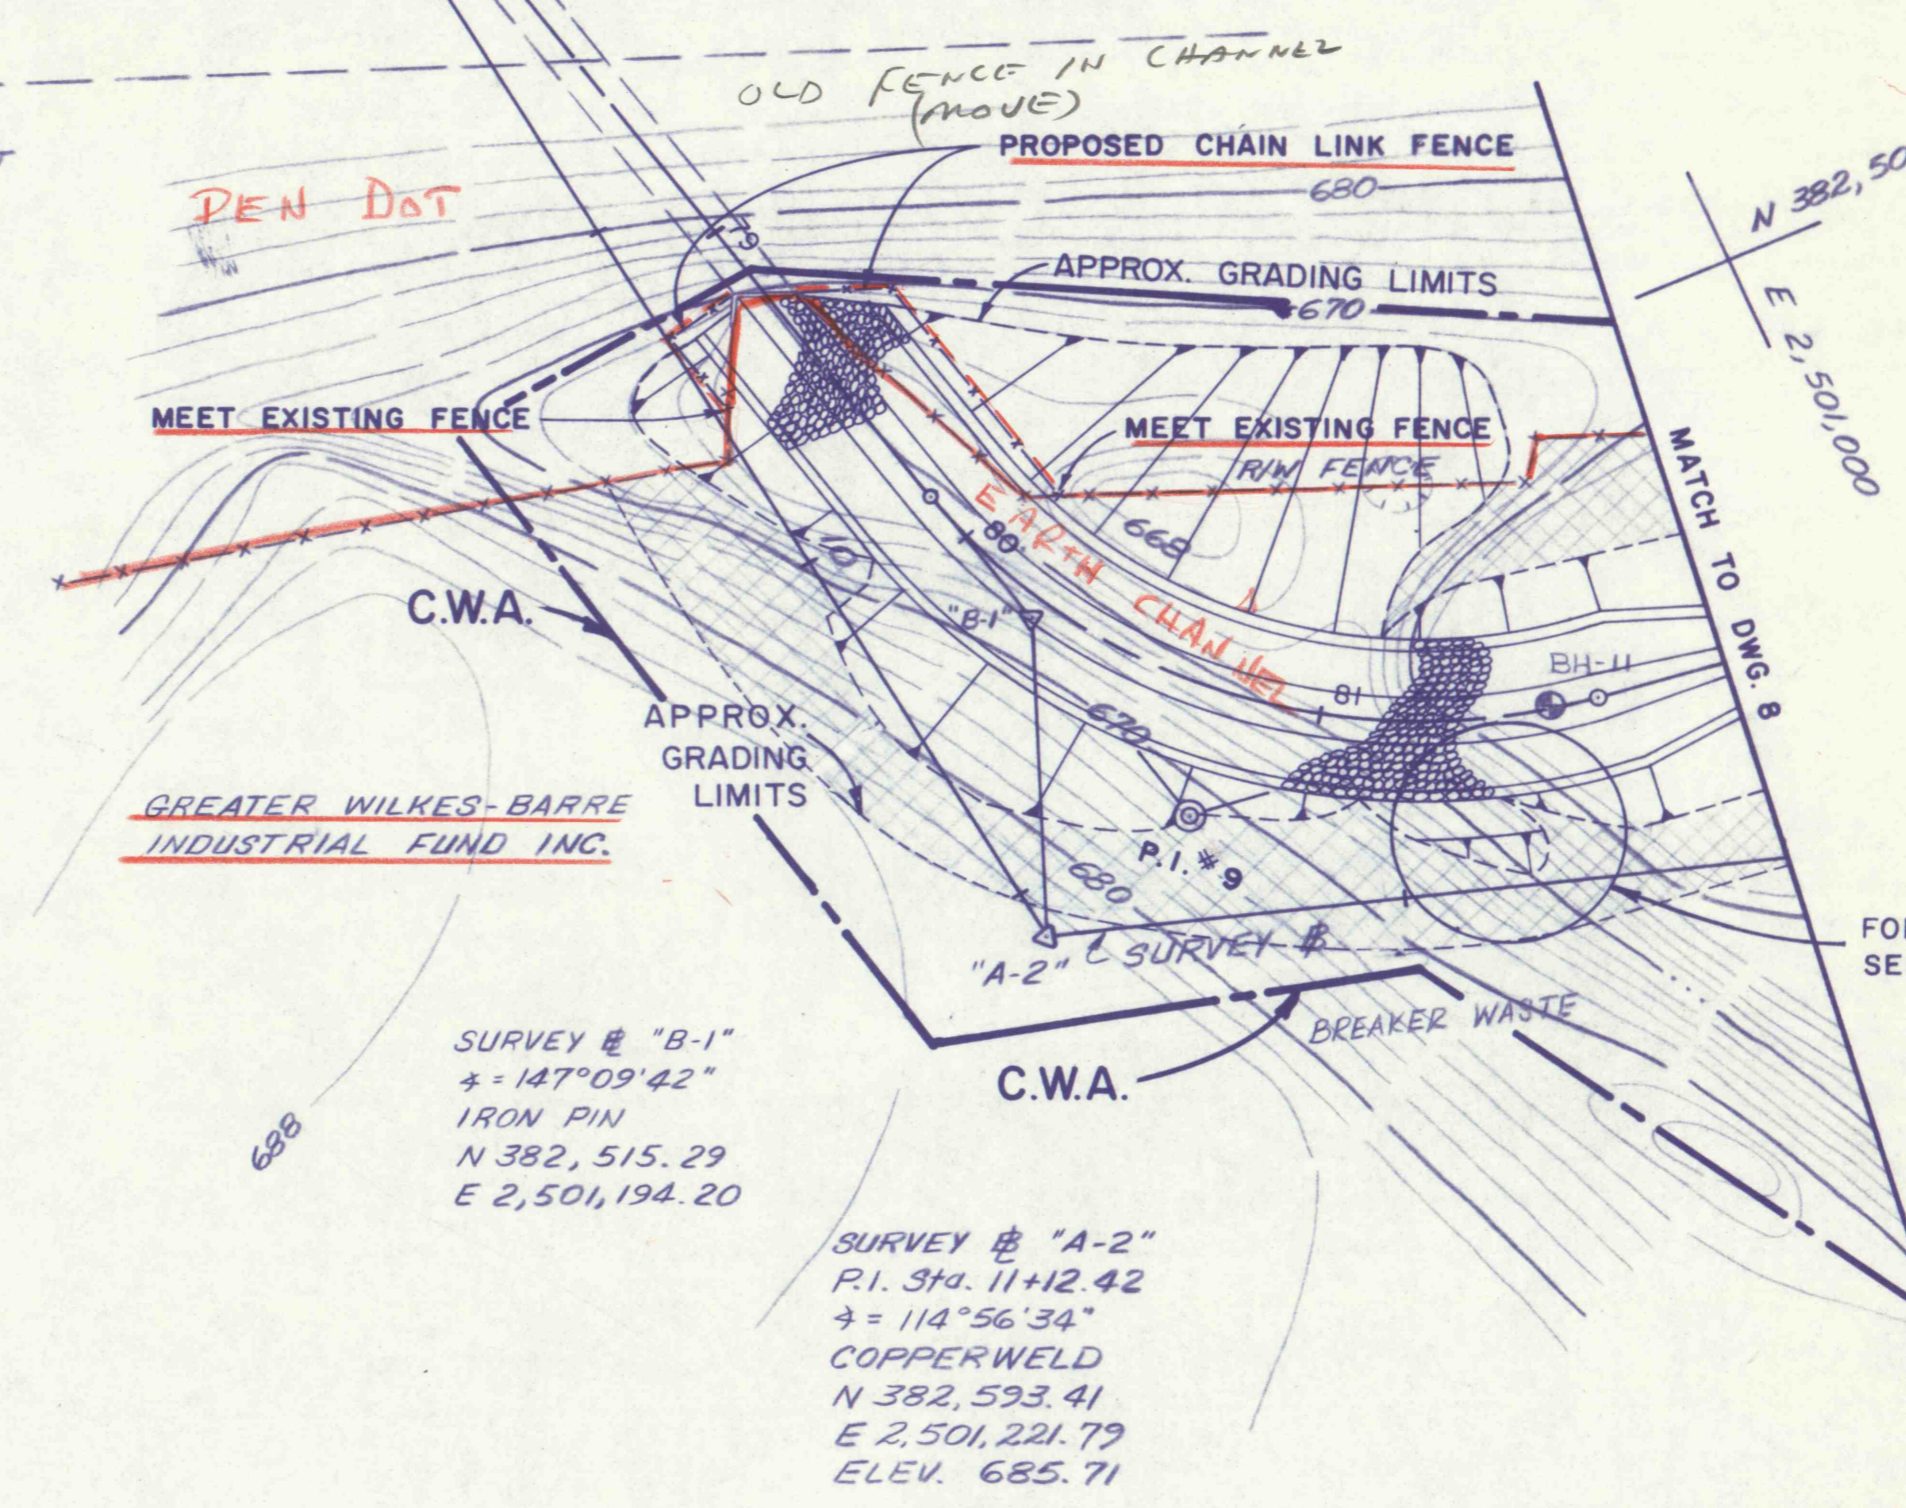 OLD FENCE IN CHANNEL
(MOVE)
PROPOSED CHAIN LINK FENCE
680
PEN DOT
79
N 382, 50
E 2,501,000
APPROX. GRADING LIMITS
670
MEET EXISTING FENCE
MEET EXISTING FENCE
R/W FENCE
MATCH TO DWG. 8
EARTH CHANNEL
80
668
10
C.W.A.
"B-1"
BH-11
81
670
APPROX.
GRADING
LIMITS
GREATER WILKES-BARRE
INDUSTRIAL FUND INC.
P.I. #9
680
"A-2"
SURVEY
BREAKER WASTE
C.W.A.
688
SURVEY "B-1"
∡ = 147°09'42"
IRON PIN
N 382, 515.29
E 2,501,194.20
SURVEY "A-2"
P.I. Sta. 11+12.42
∡ = 114°56'34"
COPPERWELD
N 382,593.41
E 2,501,221.79
ELEV. 685.71